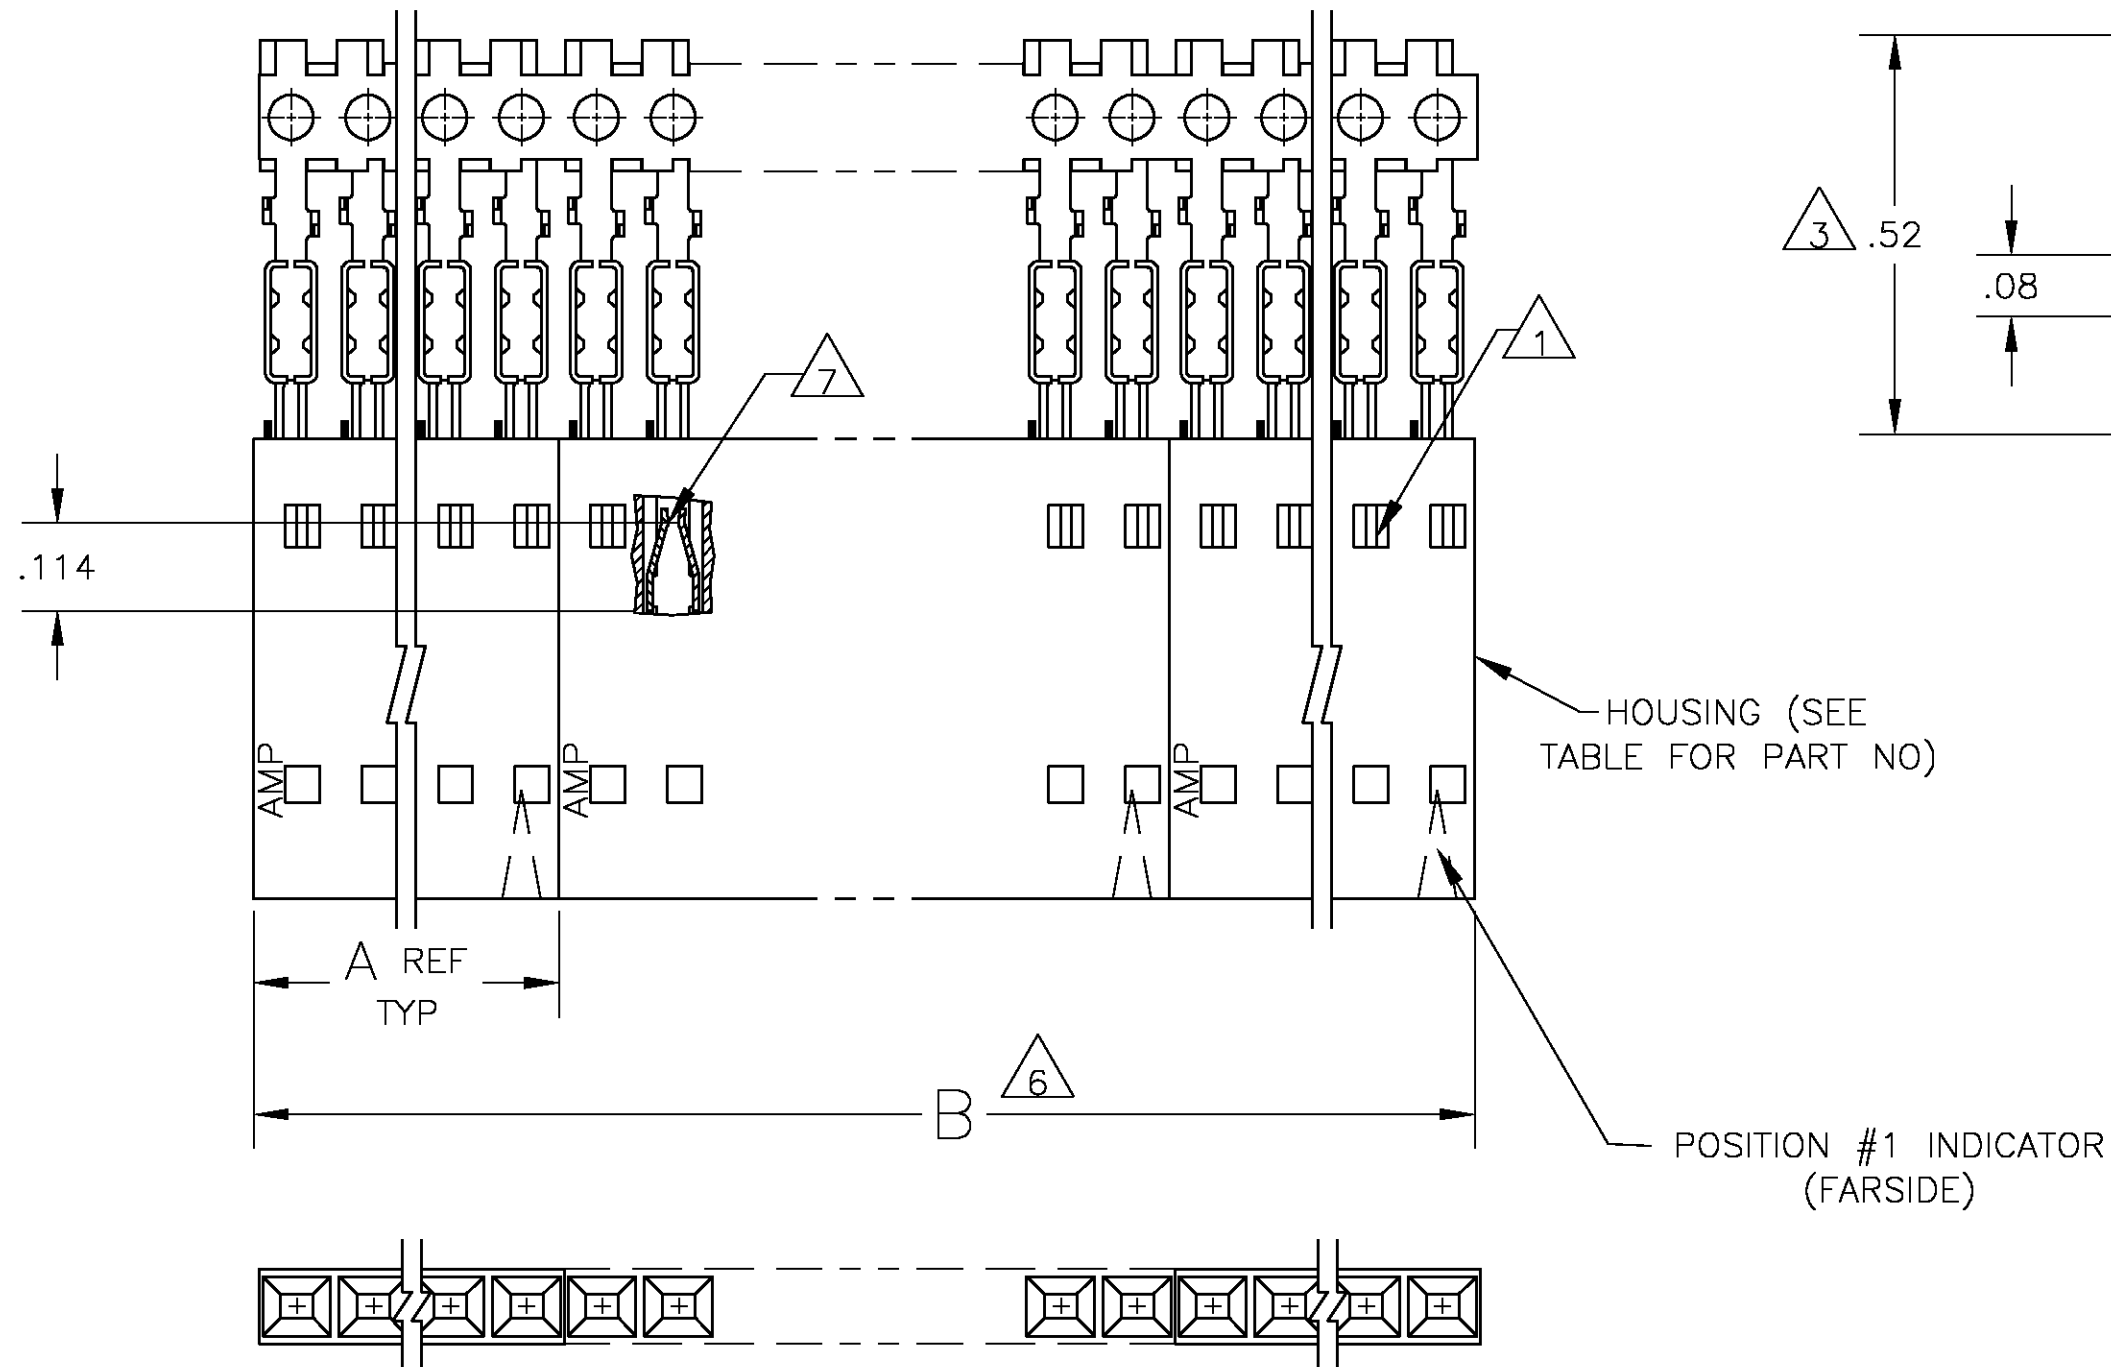 3 .52
.08
1
7
.114
HOUSING (SEE
TABLE FOR PART NO)
AMP
AMP
AMP
A REF
TYP
6
B
POSITION #1 INDICATOR
(FARSIDE)